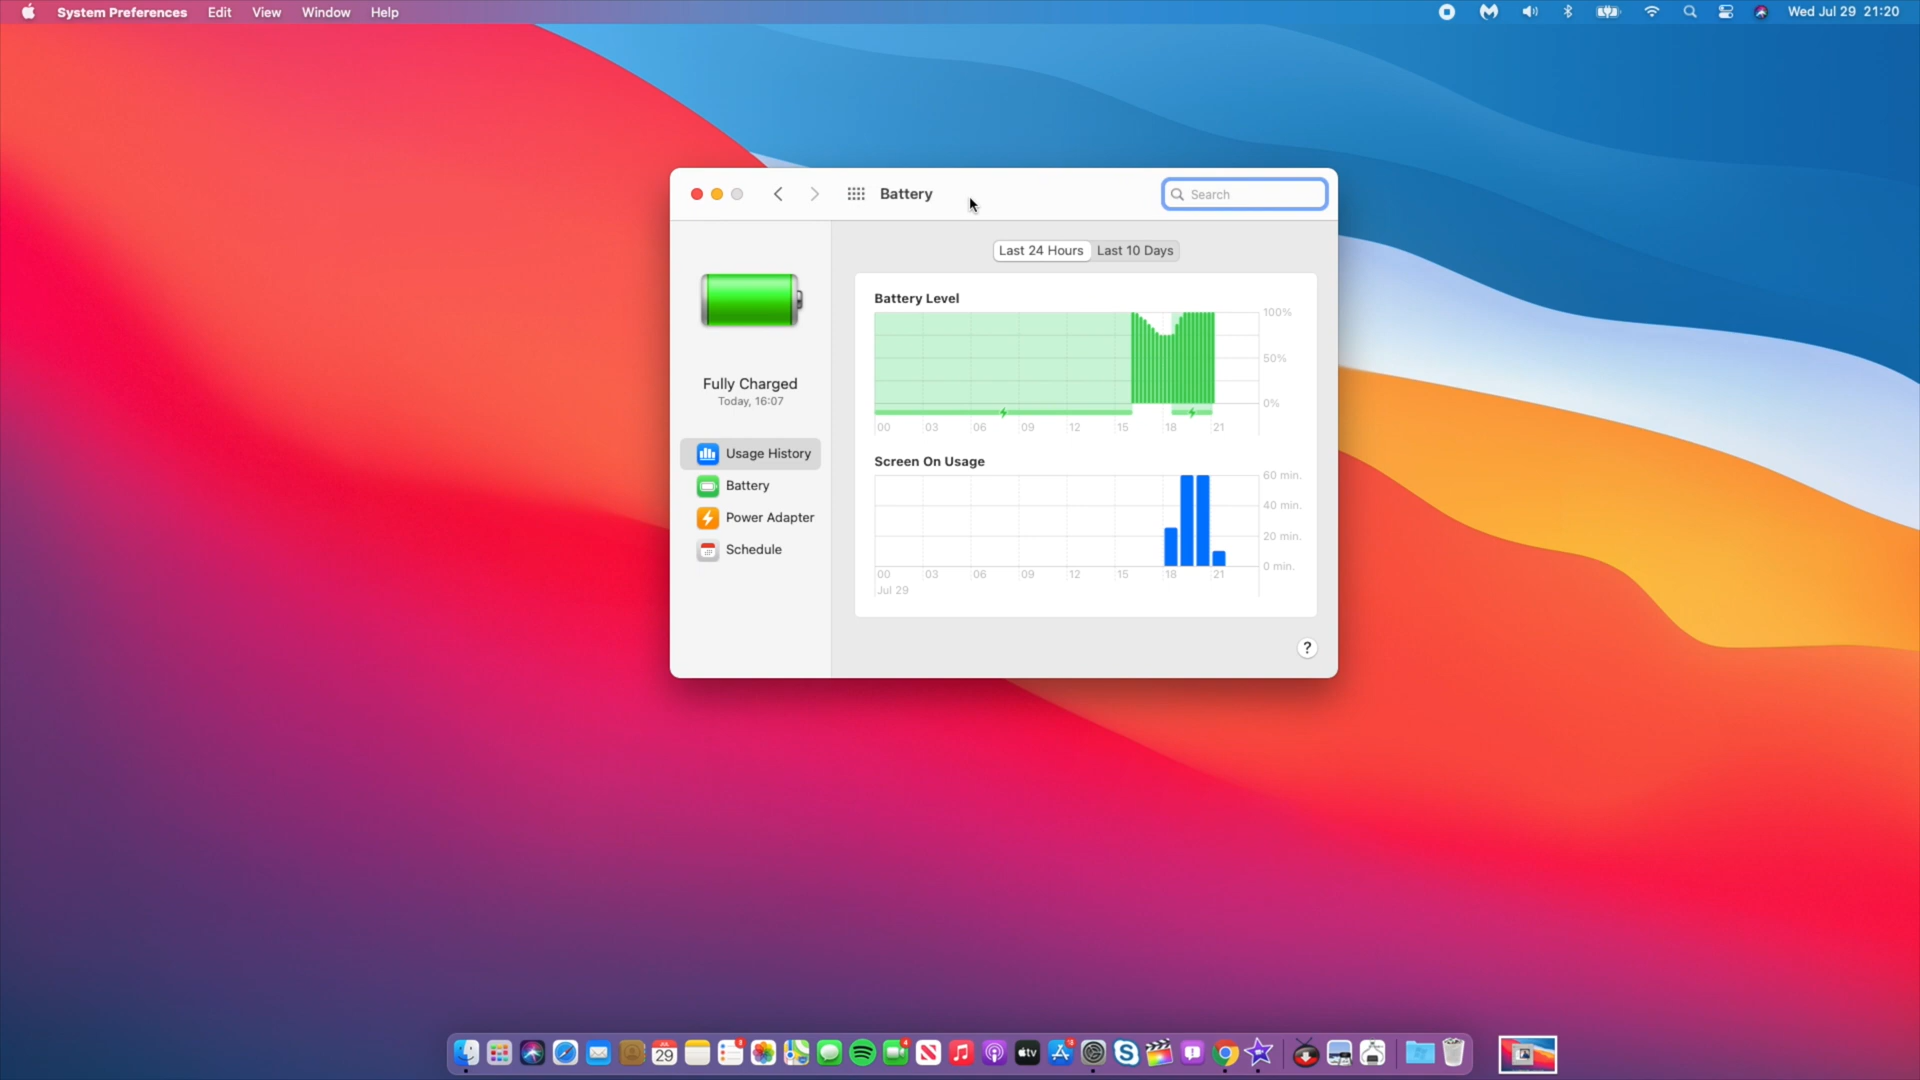 System Preferences Edit View Window Help Wed Jul 29 21:20
Battery
Search
Last 24 Hours Last 10 Days
Fully Charged
Today, 16:07
Usage History
Battery
Power Adapter
Schedule
Battery Level
100%
50%
0%
00 03 06 09 12 15 18 21
Screen On Usage
60 min.
40 min.
20 min.
0 min.
00 03 06 09 12 15 18 21
Jul 29
?
29
tv